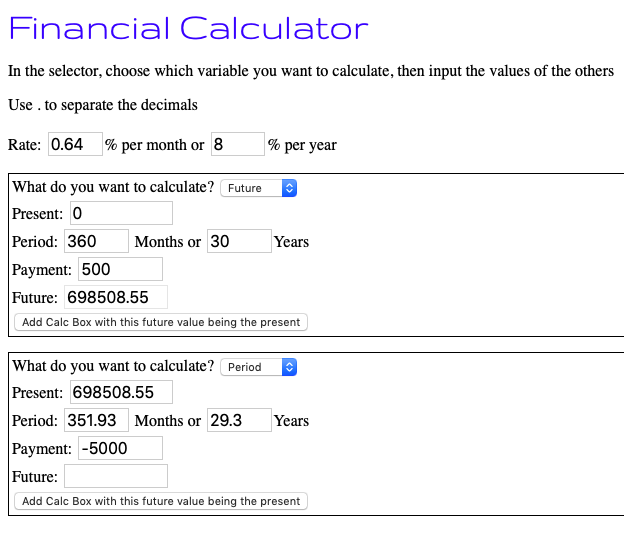 Financial Calculator
In the selector, choose which variable you want to calculate, then input the values of the others
Use . to separate the decimals
Rate: 0.64 % per month or 8 % per year
What do you want to calculate? Future
Present: 0
Period: 360 Months or 30 Years
Payment: 500
Future: 698508.55
Add Calc Box with this future value being the present
What do you want to calculate? Period
Present: 698508.55
Period: 351.93 Months or 29.3 Years
Payment: -5000
Future:
Add Calc Box with this future value being the present